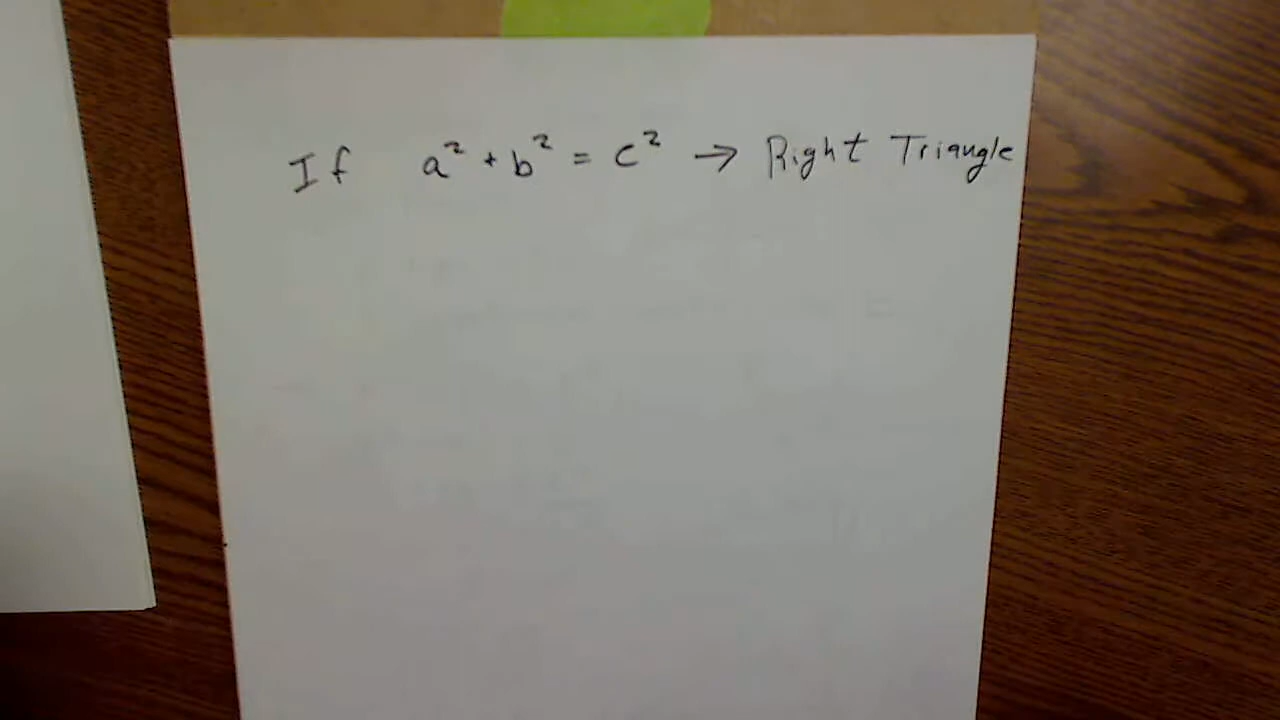 If a² + b² = c² → Right Triangle